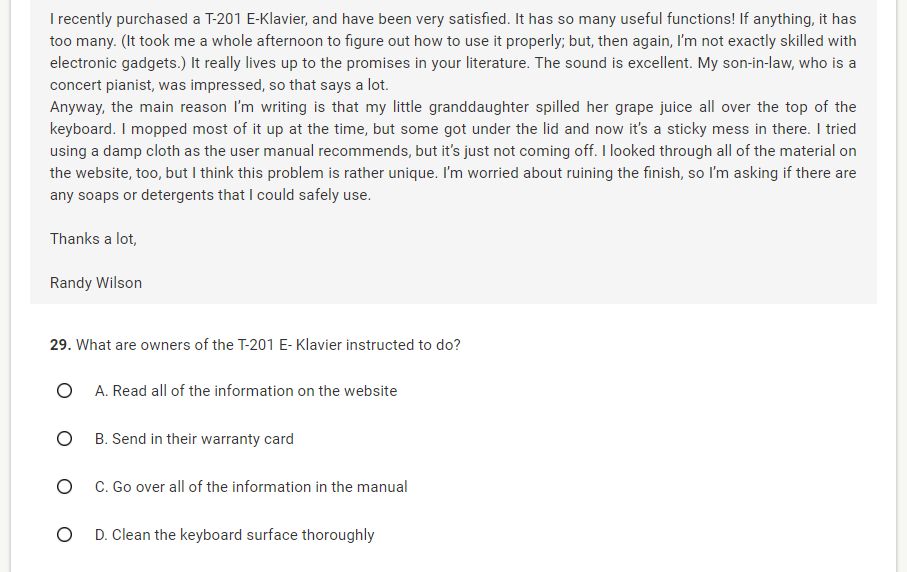 I recently purchased a T-201 E-Klavier, and have been very satisfied. It has so many useful functions! If anything, it has
too many. (It took me a whole afternoon to figure out how to use it properly; but, then again, I'm not exactly skilled with
electronic gadgets.) It really lives up to the promises in your literature. The sound is excellent. My son-in-law, who is a
concert pianist, was impressed, so that says a lot.
Anyway, the main reason I'm writing is that my little granddaughter spilled her grape juice all over the top of the
keyboard. I mopped most of it up at the time, but some got under the lid and now it's a sticky mess in there. I tried
using a damp cloth as the user manual recommends, but it's just not coming off. I looked through all of the material on
the website, too, but I think this problem is rather unique. I'm worried about ruining the finish, so I'm asking if there are
any soaps or detergents that I could safely use.
Thanks a lot,
Randy Wilson
29. What are owners of the T-201 E- Klavier instructed to do?
A. Read all of the information on the website
B. Send in their warranty card
C. Go over all of the information in the manual
D. Clean the keyboard surface thoroughly